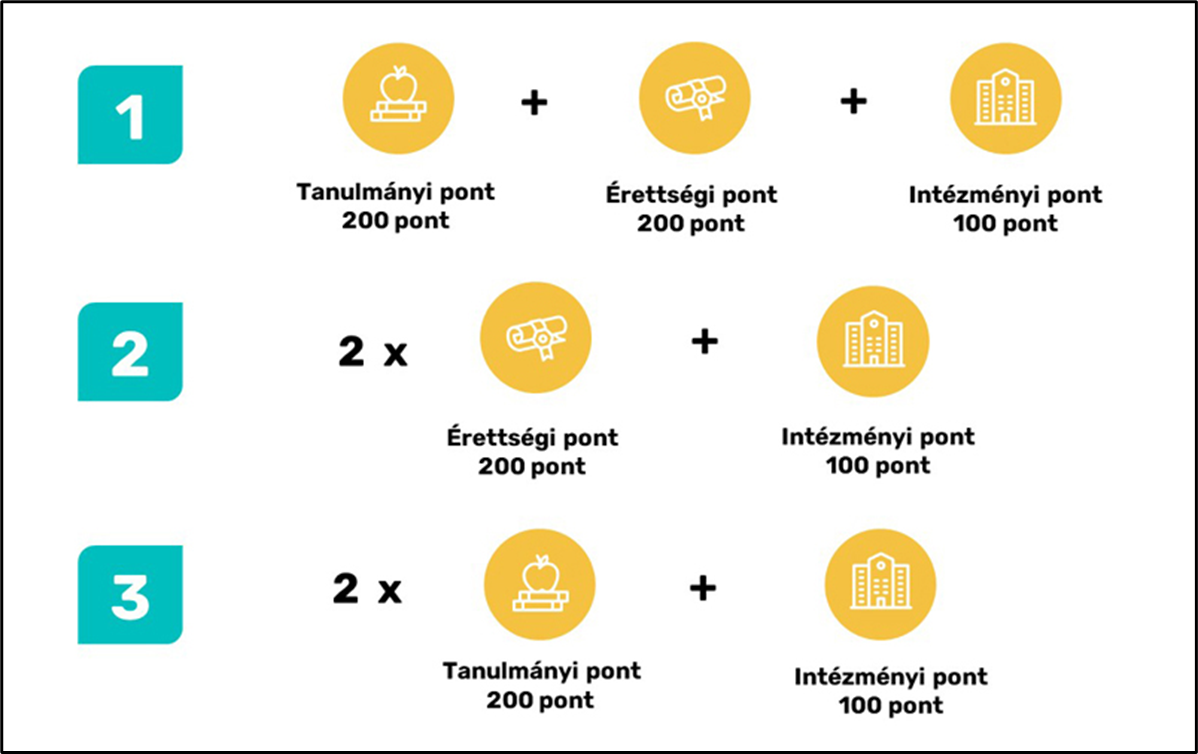 1
+
+
Tanulmányi pont
200 pont
Érettségi pont
200 pont
Intézményi pont
100 pont
2
2 x
+
Érettségi pont
200 pont
Intézményi pont
100 pont
3
2 x
+
Tanulmányi pont
200 pont
Intézményi pont
100 pont